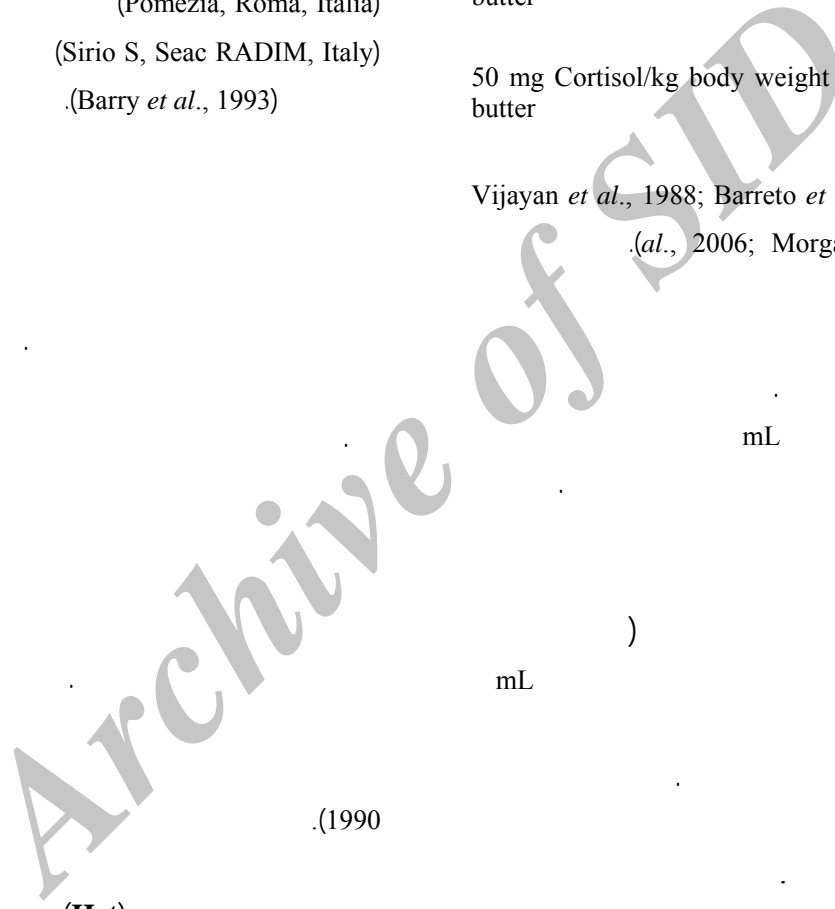 butter
50 mg Cortisol/kg body weight
butter
Vijayan et al., 1988; Barreto et
.(al., 2006; Morga
.
mL
.
)
mL
.
.
(Pomezia, Roma, Italia)
(Sirio S, Seac RADIM, Italy)
.(Barry et al., 1993)
.
.
.
.(1990
Archive of SID